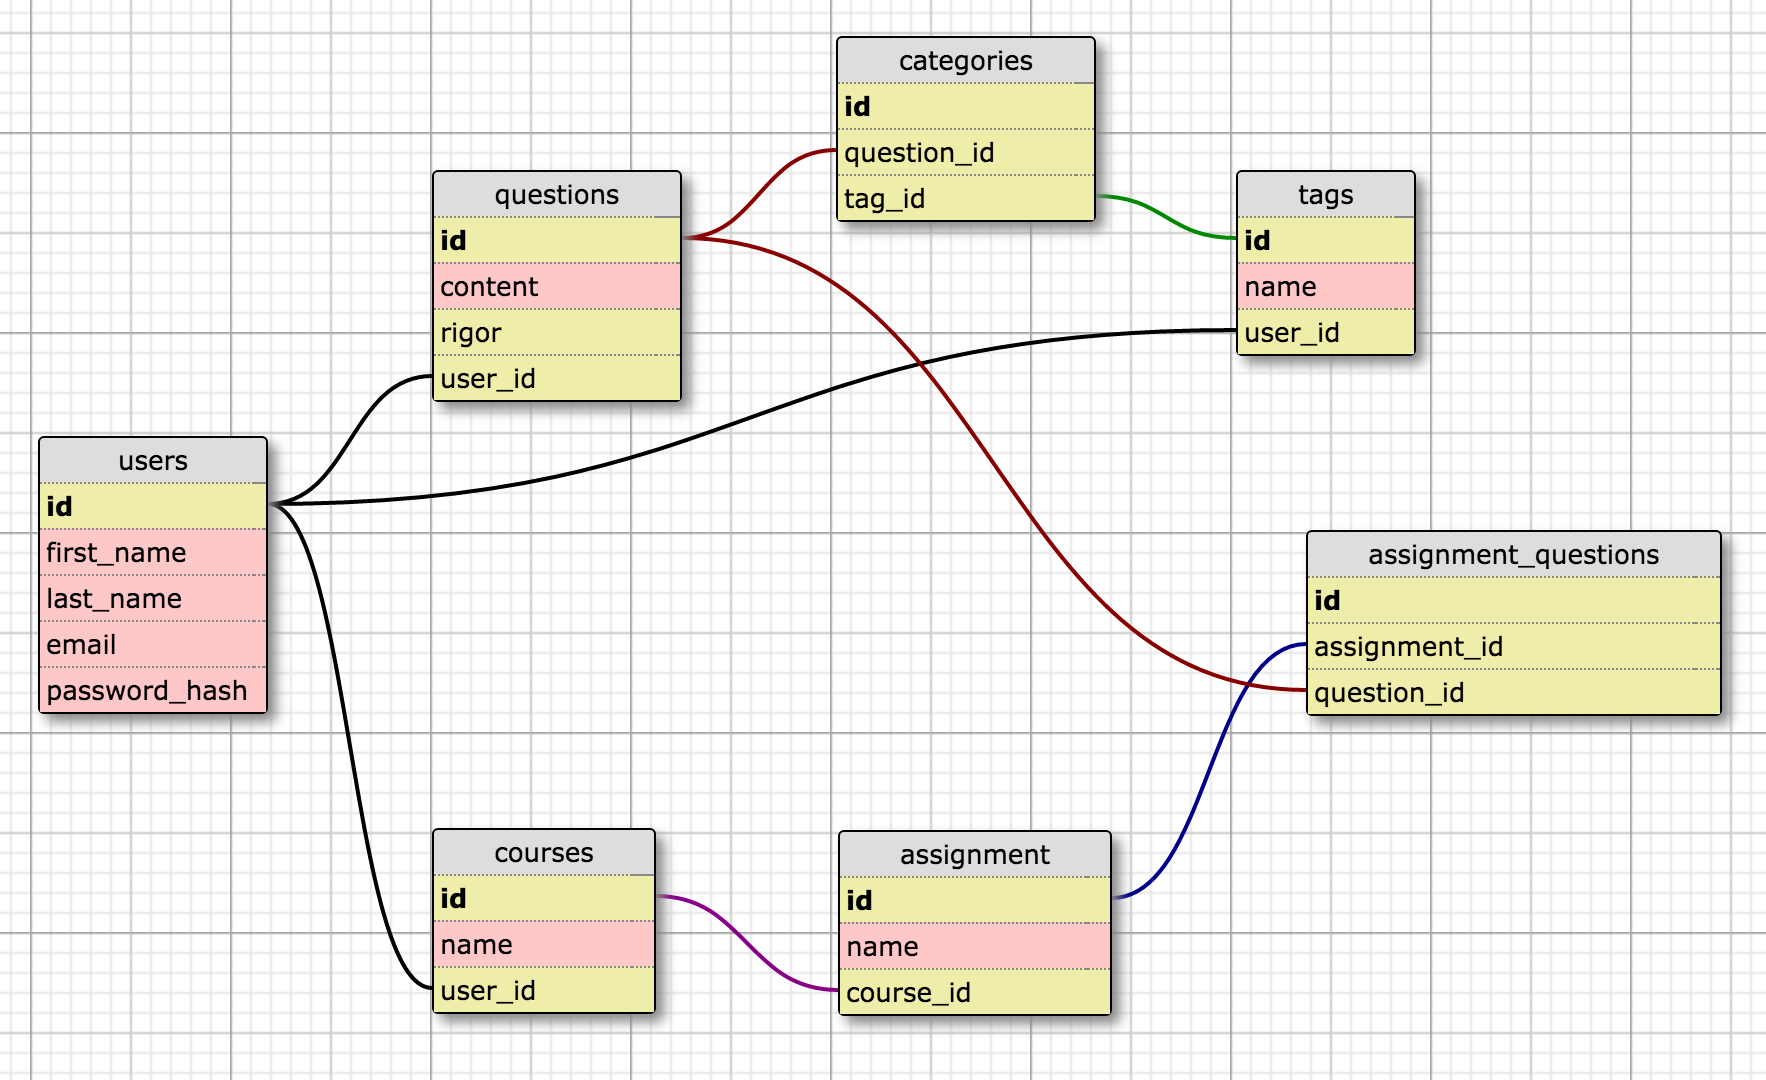 categories
id
question_id
tag_id
questions
id
content
rigor
user_id
tags
id
name
user_id
users
id
first_name
last_name
email
password_hash
assignment_questions
id
assignment_id
question_id
courses
id
name
user_id
assignment
id
name
course_id